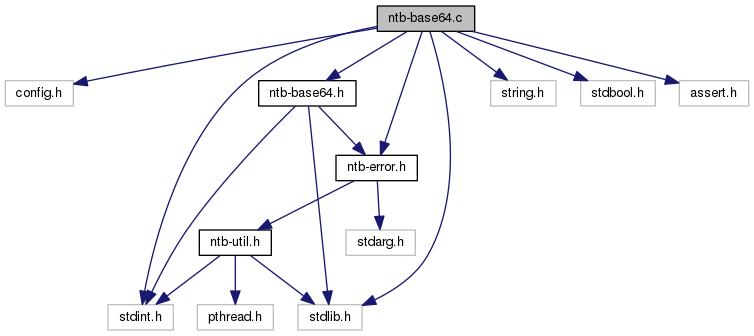 ntb-base64.c
config.h
ntb-base64.h
string.h
stdbool.h
assert.h
ntb-error.h
ntb-util.h
stdarg.h
stdint.h
pthread.h
stdlib.h